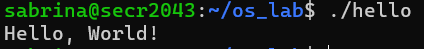 sabrina@secr2043:~/os_lab$ ./hello
Hello, World!